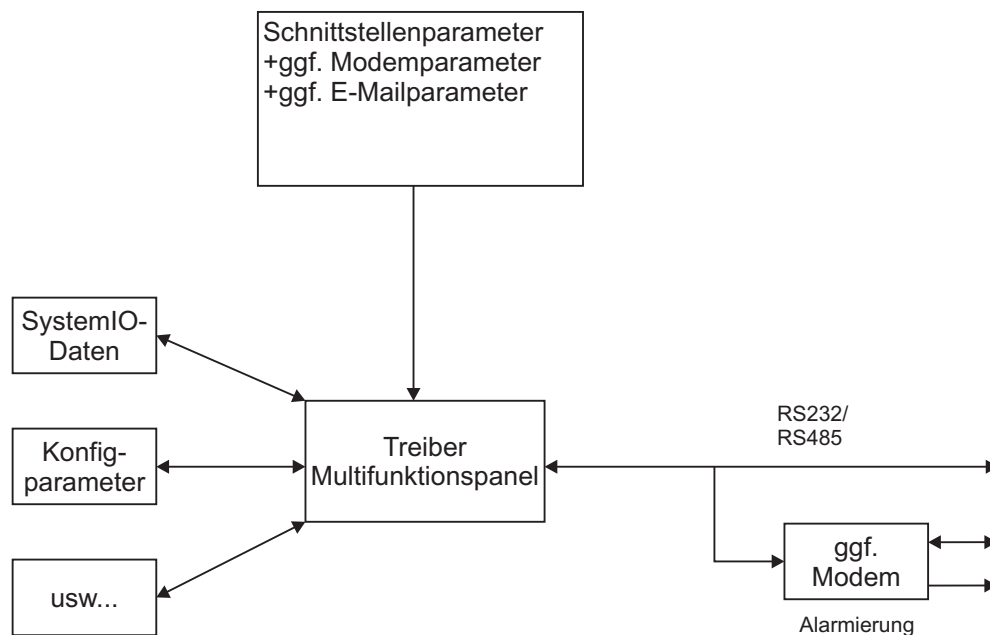 Schnittstellenparameter
+ggf. Modemparameter
+ggf. E-Mailparameter
SystemIO-
Daten
Konfig-
parameter
usw...
Treiber
Multifunktionspanel
RS232/
RS485
ggf.
Modem
Alarmierung